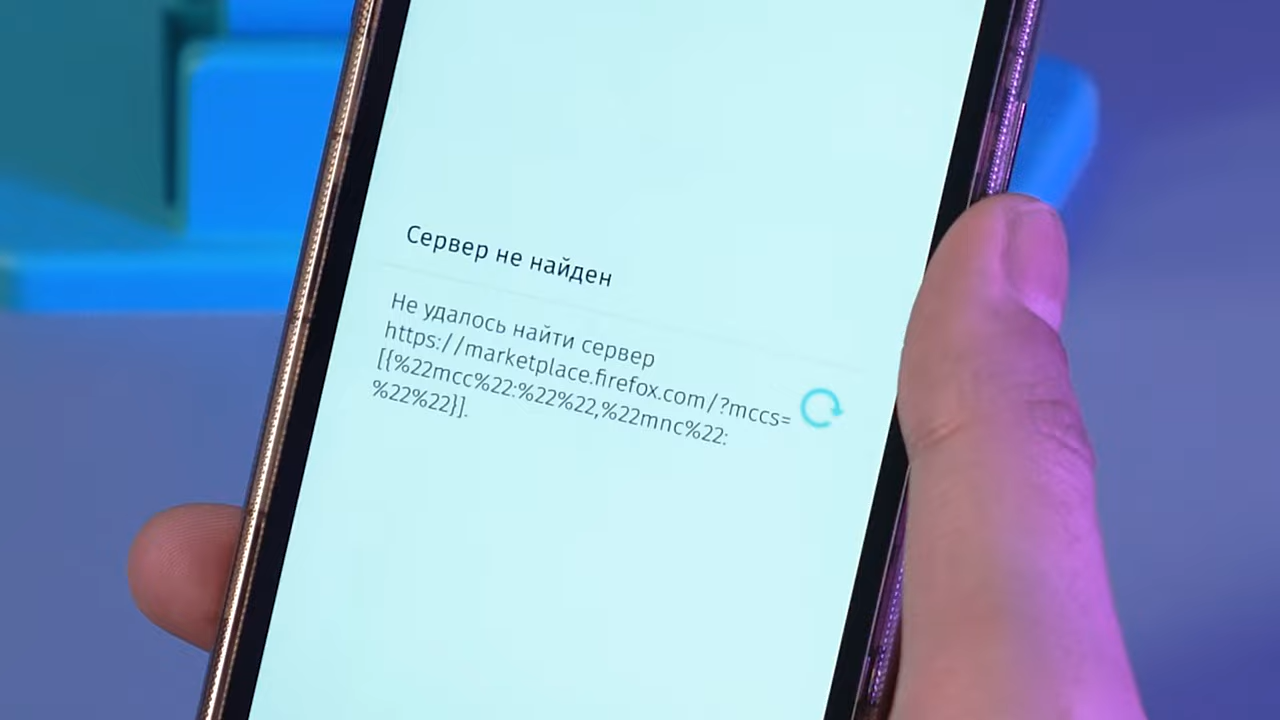 Сервер не найден
Не удалось найти сервер
https://marketplace.firefox.com/?mccs=
[{%22mcc%22:%22%22,%22mnc%22:
%22%22}].